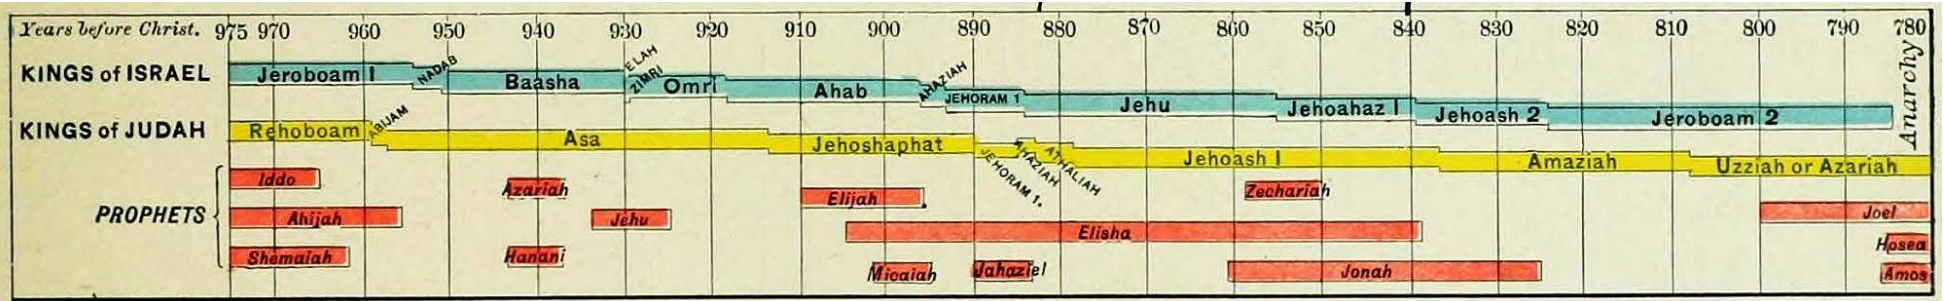 Years before Christ. 975 970 960 950 940 930 920 910 900 890 880 870 860 850 840 830 820 810 800 790 780
KINGS of ISRAEL Jeroboam I NADAB Baasha ELAH ZIMRI Omri Ahab AHAZIAH JEHORAM 1 Jehu Jehoahaz I Jehoash 2 Jeroboam 2 Anarchy
KINGS of JUDAH Rehoboam ABIJAM Asa Jehoshaphat JEHORAM 1. AHAZIAH ATHALIAH Jehoash I Amaziah Uzziah or Azariah
Iddo Azariah Elijah Zechariah
PROPHETS Ahijah Jehu Elisha Joel
Shemaiah Hanani Micaiah Jahaziel Jonah Hosea
Amos